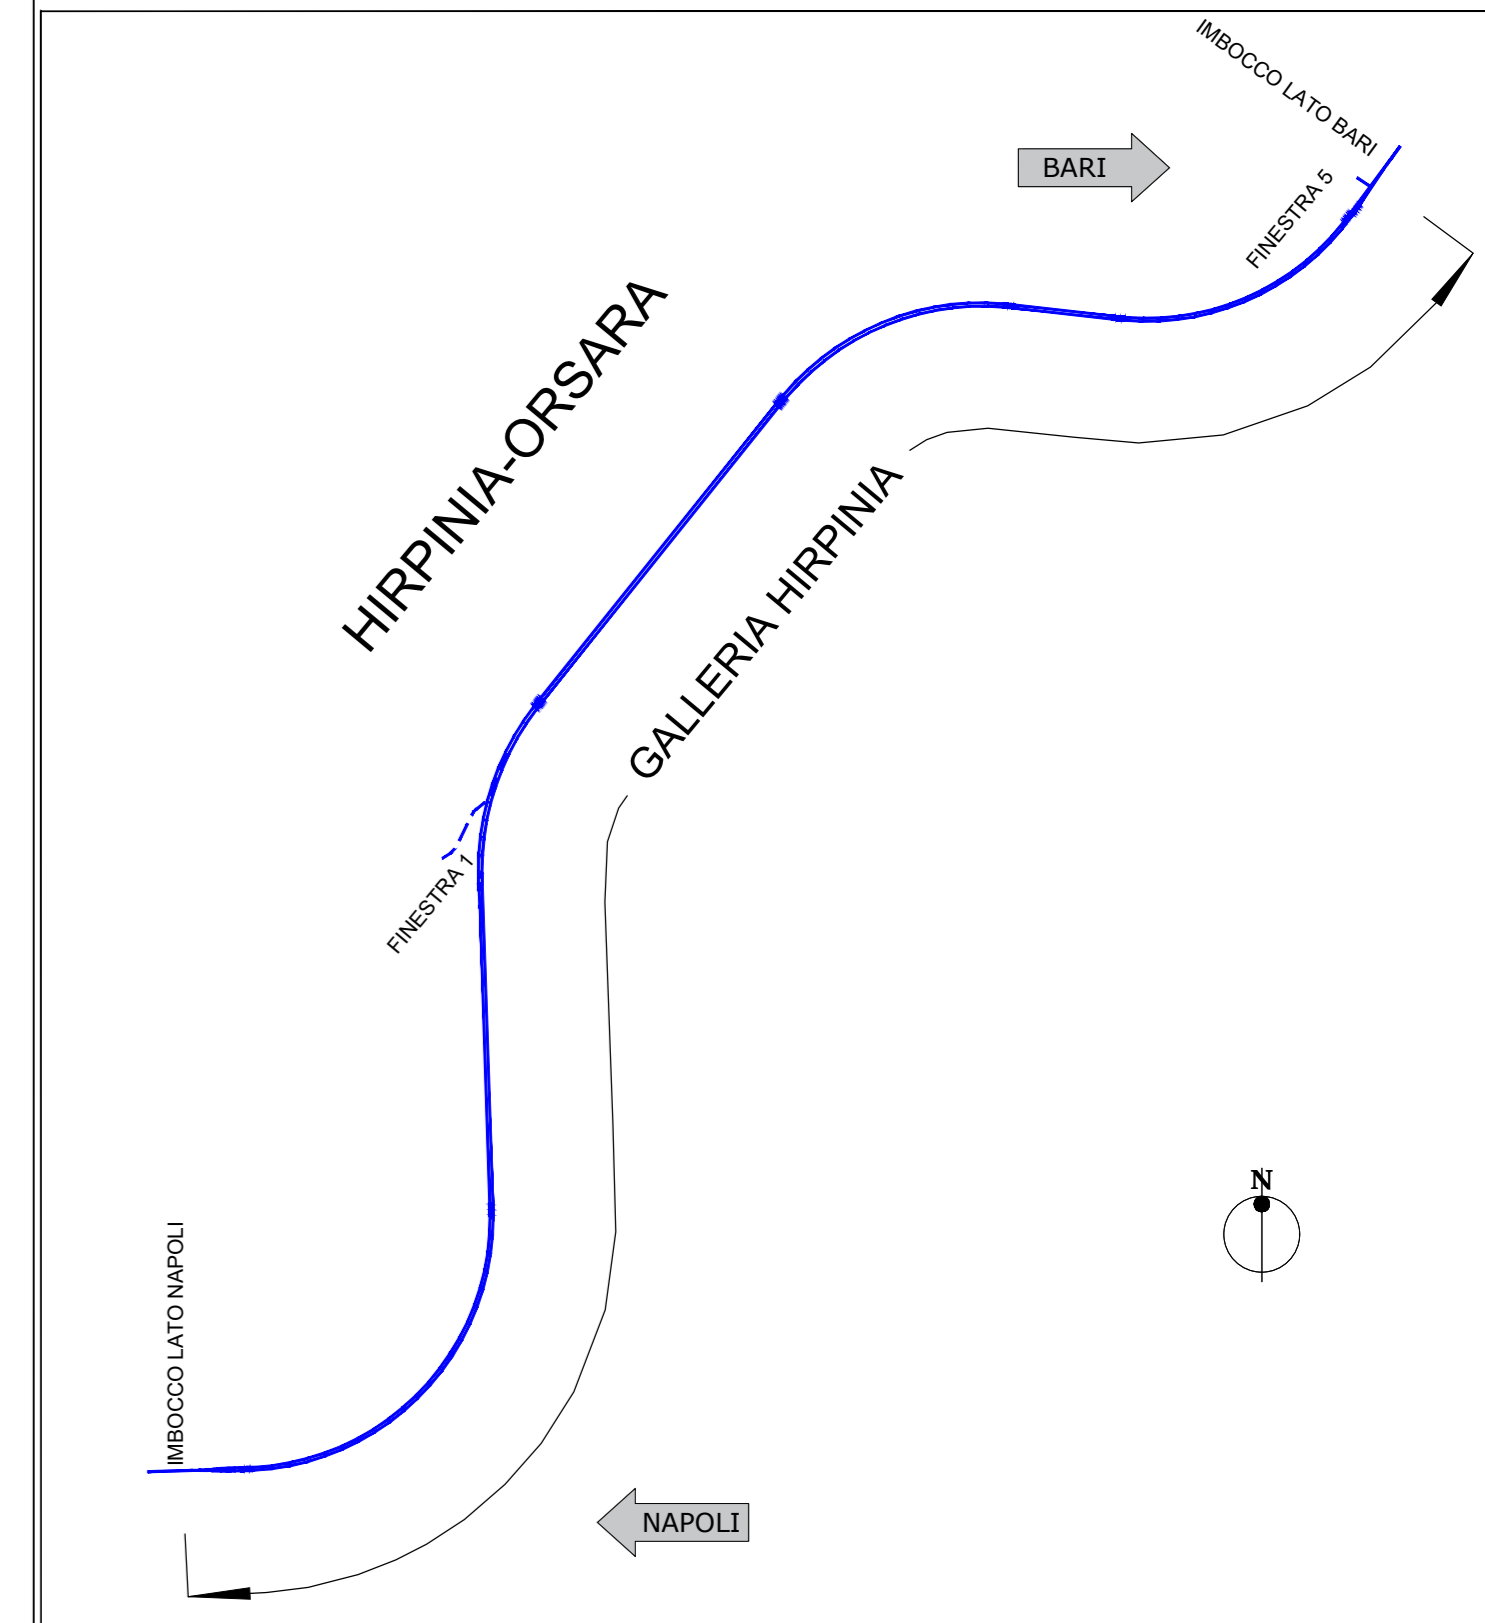 IMBOCCO LATO BARI
BARI
FINESTRA 5
HIRPINIA-ORSARA
GALLERIA HIRPINIA
FINESTRA 1
N
IMBOCCO LATO NAPOLI
NAPOLI